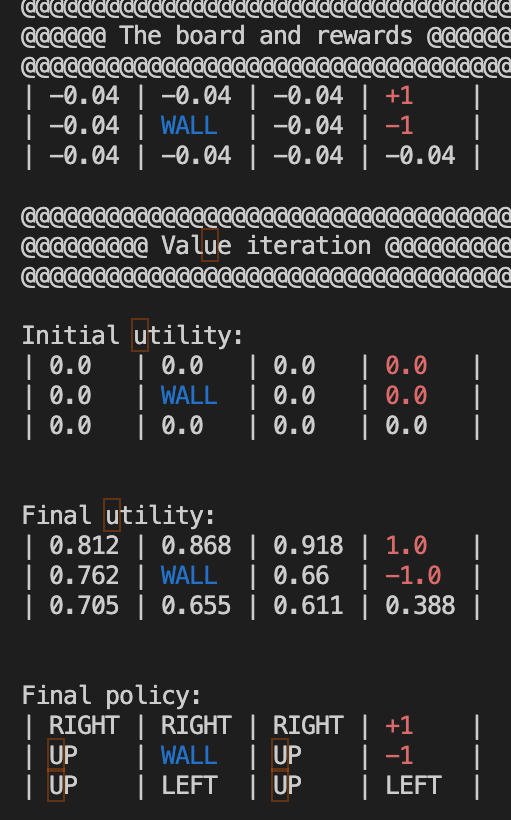 @@@@@@@@@@@@@@@@@@@@@@@@@@@@@@@@@@
@@@@@@ The board and rewards @@@@@@
@@@@@@@@@@@@@@@@@@@@@@@@@@@@@@@@@@
| -0.04 | -0.04 | -0.04 | +1    |
| -0.04 | WALL  | -0.04 | -1    |
| -0.04 | -0.04 | -0.04 | -0.04 |
@@@@@@@@@@@@@@@@@@@@@@@@@@@@@@@@@@
@@@@@@@@@ Value iteration @@@@@@@@@
@@@@@@@@@@@@@@@@@@@@@@@@@@@@@@@@@@
Initial utility:
| 0.0   | 0.0   | 0.0   | 0.0   |
| 0.0   | WALL  | 0.0   | 0.0   |
| 0.0   | 0.0   | 0.0   | 0.0   |
Final utility:
| 0.812 | 0.868 | 0.918 | 1.0   |
| 0.762 | WALL  | 0.66  | -1.0  |
| 0.705 | 0.655 | 0.611 | 0.388 |
Final policy:
| RIGHT | RIGHT | RIGHT | +1    |
| UP    | WALL  | UP    | -1    |
| UP    | LEFT  | UP    | LEFT  |